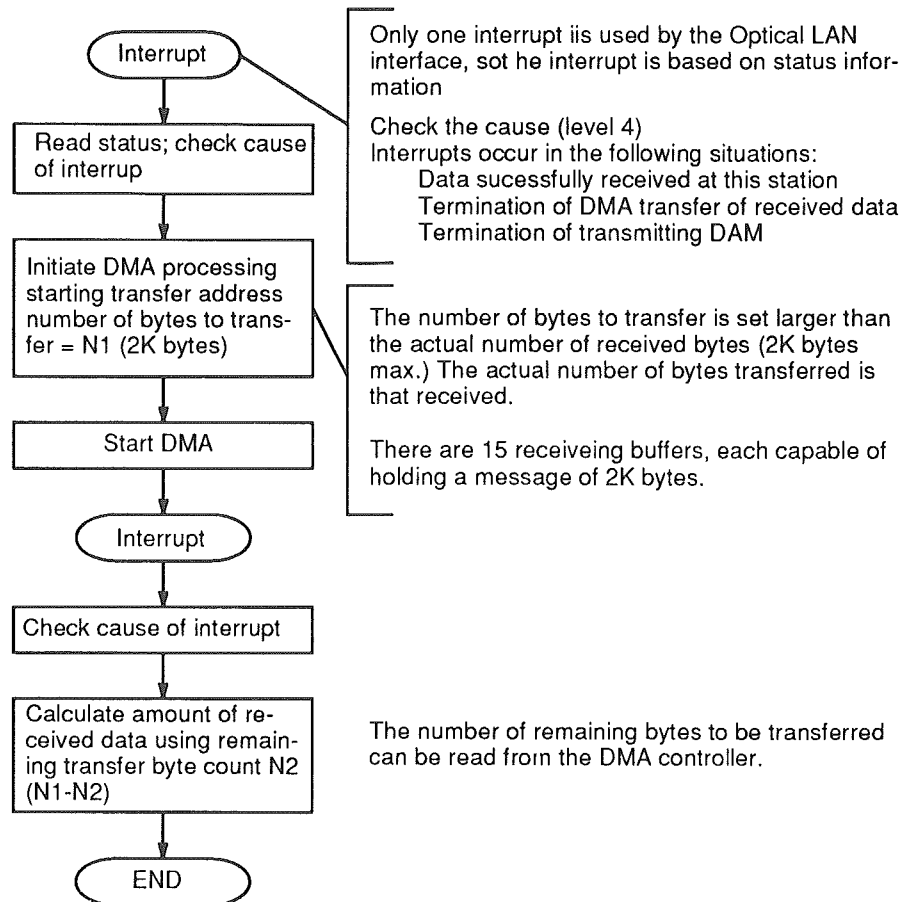 Interrupt
Only one interrupt iis used by the Optical LAN
interface, sot he interrupt is based on status infor-
mation
Check the cause (level 4)
Interrupts occur in the following situations:
Data sucessfully received at this station
Termination of DMA transfer of received data
Termination of transmitting DAM
Read status; check cause
of interrup
Initiate DMA processing
starting transfer address
number of bytes to trans-
fer = N1 (2K bytes)
The number of bytes to transfer is set larger than
the actual number of received bytes (2K bytes
max.) The actual number of bytes transferred is
that received.
There are 15 receiveing buffers, each capable of
holding a message of 2K bytes.
Start DMA
Interrupt
Check cause of interrupt
Calculate amount of re-
ceived data using remain-
ing transfer byte count N2
(N1-N2)
The number of remaining bytes to be transferred
can be read from the DMA controller.
END